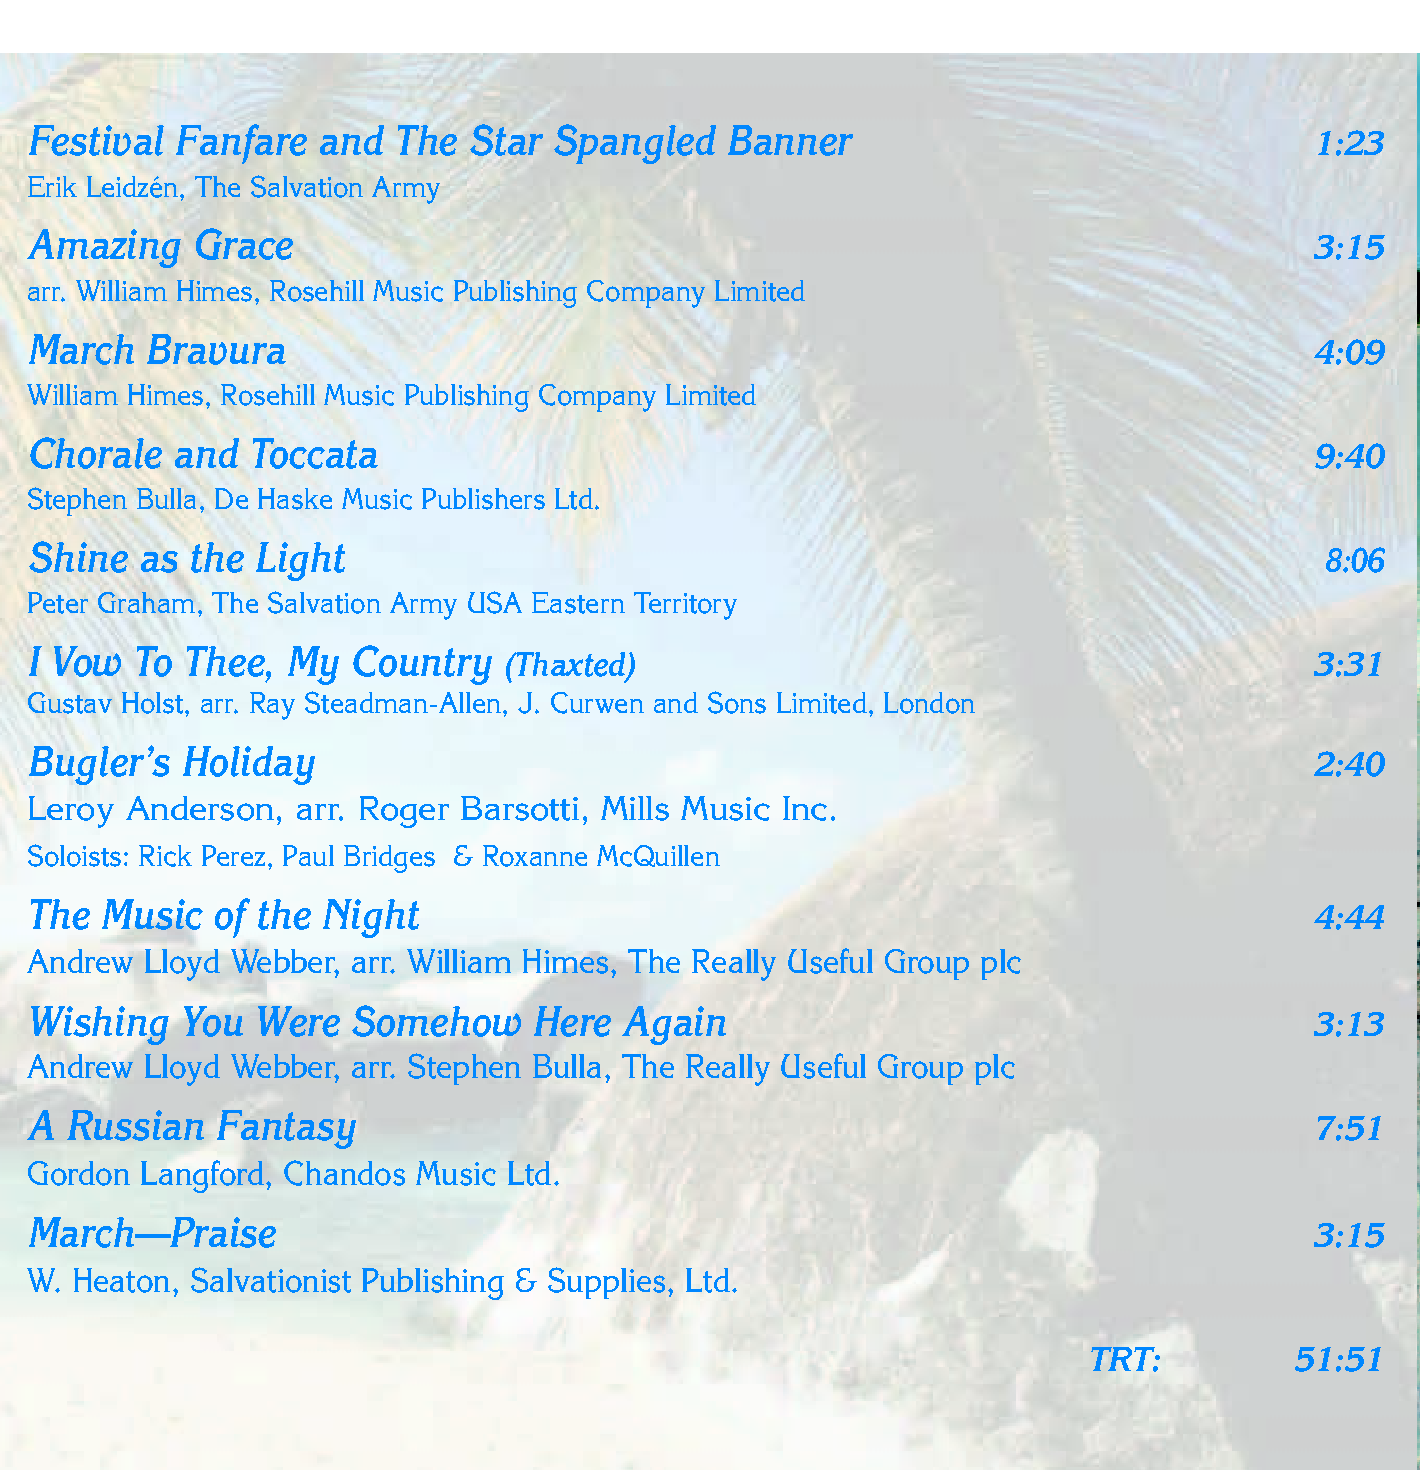 Festival Fanfare and The Star Spangled Banner 1:23
Erik Leidzén, The Salvation Army
Amazing Grace 3:15
arr. William Himes, Rosehill Music Publishing Company Limited
March Bravura 4:09
William Himes, Rosehill Music Publishing Company Limited
Chorale and Toccata 9:40
Stephen Bulla, De Haske Music Publishers Ltd.
Shine as the Light 8:06
Peter Graham, The Salvation Army USA Eastern Territory
I Vow To Thee, My Country (Thaxted) 3:31
Gustav Holst, arr. Ray Steadman-Allen, J. Curwen and Sons Limited, London
Bugler’s Holiday 2:40
Leroy Anderson, arr. Roger Barsotti, Mills Music Inc.
Soloists: Rick Perez, Paul Bridges & Roxanne McQuillen
The Music of the Night 4:44
Andrew Lloyd Webber, arr. William Himes, The Really Useful Group plc
Wishing You Were Somehow Here Again 3:13
Andrew Lloyd Webber, arr. Stephen Bulla, The Really Useful Group plc
A Russian Fantasy 7:51
Gordon Langford, Chandos Music Ltd.
March—Praise 3:15
W. Heaton, Salvationist Publishing & Supplies, Ltd.
TRT: 51:51